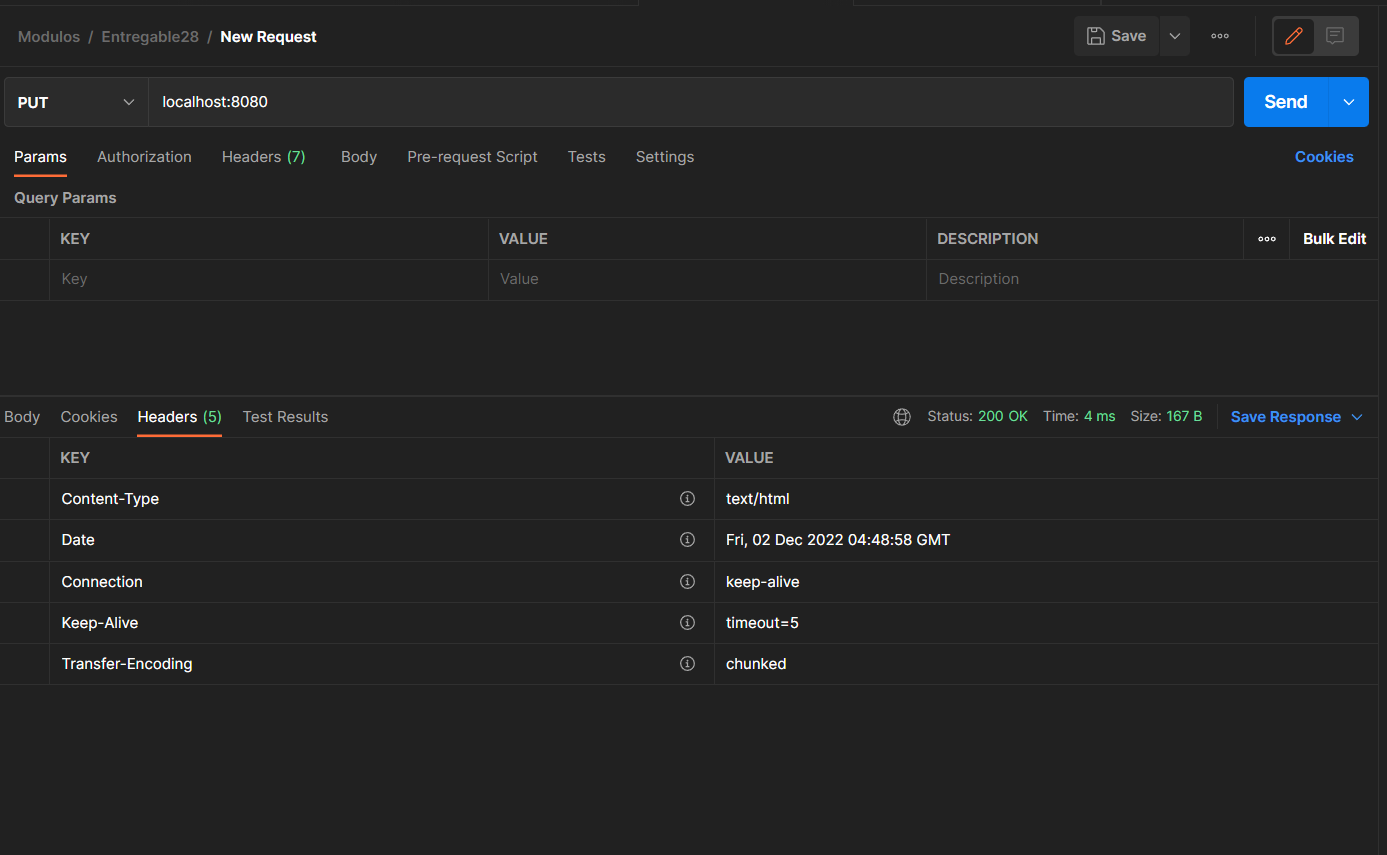 Modulos / Entregable28 / New Request Save
PUT localhost:8080 Send
Params Authorization Headers (7) Body Pre-request Script Tests Settings Cookies
Query Params
KEY VALUE DESCRIPTION Bulk Edit
Key Value Description
Body Cookies Headers (5) Test Results Status: 200 OK Time: 4 ms Size: 167 B Save Response
KEY VALUE
Content-Type text/html
Date Fri, 02 Dec 2022 04:48:58 GMT
Connection keep-alive
Keep-Alive timeout=5
Transfer-Encoding chunked